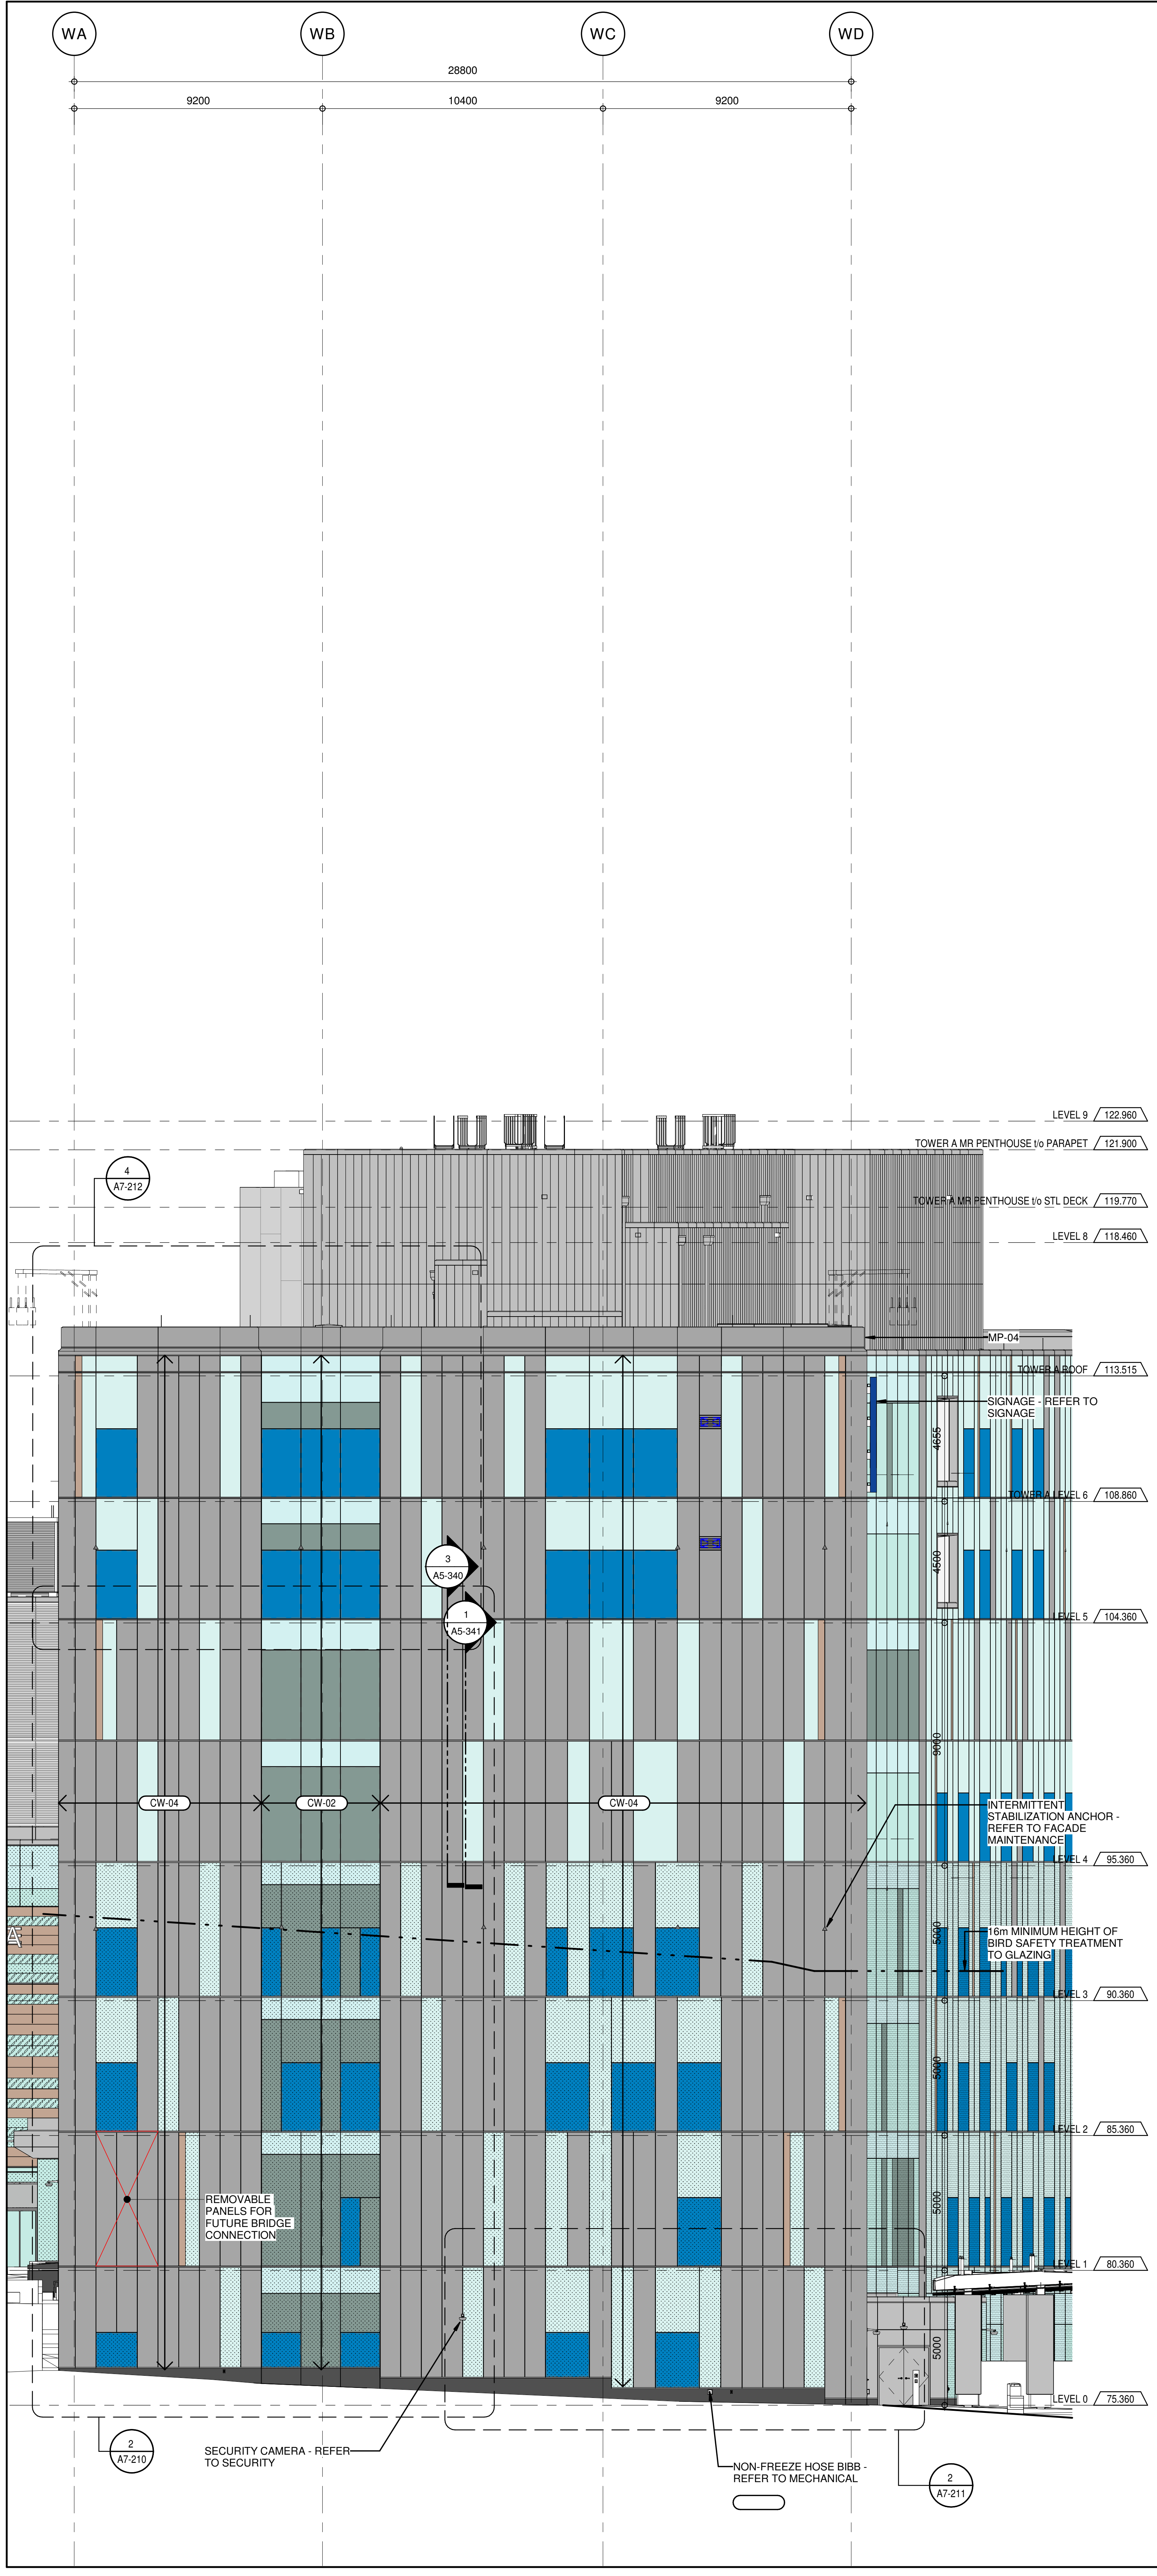 WA
WB
WC
WD
28800
9200
10400
9200
LEVEL 9 122.960
TOWER A MR PENTHOUSE t/o PARAPET 121.900
4
A7-212
TOWER A MR PENTHOUSE t/o STL DECK 119.770
LEVEL 8 118.460
MP-04
TOWER A ROOF 113.515
SIGNAGE - REFER TO
SIGNAGE
4655
TOWER A LEVEL 6 108.860
3
A5-340
4500
1
A5-341
LEVEL 5 104.360
9000
CW-04
CW-02
CW-04
INTERMITTENT
STABILIZATION ANCHOR -
REFER TO FACADE
MAINTENANCE
LEVEL 4 95.360
A
5000
16m MINIMUM HEIGHT OF
BIRD SAFETY TREATMENT
TO GLAZING
LEVEL 3 90.360
5000
LEVEL 2 85.360
REMOVABLE
PANELS FOR
FUTURE BRIDGE
CONNECTION
5000
LEVEL 1 80.360
5000
LEVEL 0 75.360
2
A7-210
SECURITY CAMERA - REFER
TO SECURITY
NON-FREEZE HOSE BIBB -
REFER TO MECHANICAL
2
A7-211